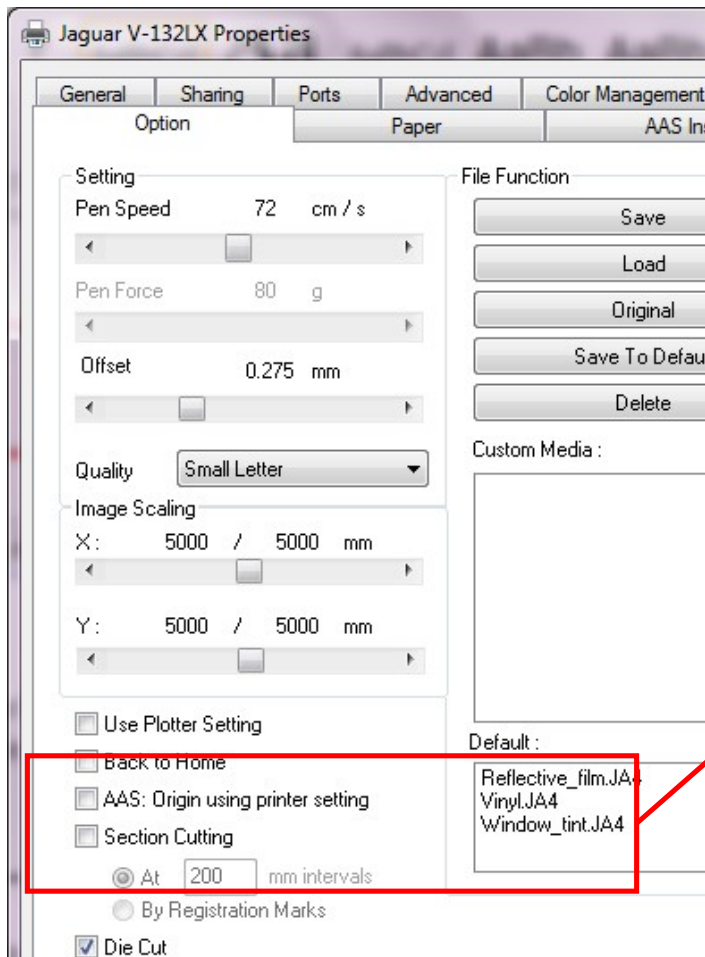 Jaguar V-132LX Properties
General Sharing Ports Advanced Color Management
Option Paper AAS Ins
Setting
Pen Speed 72 cm / s
Pen Force 80 g
Offset 0.275 mm
Quality Small Letter
Image Scaling
X : 5000 / 5000 mm
Y : 5000 / 5000 mm
Use Plotter Setting
Back to Home
AAS: Origin using printer setting
Section Cutting
At 200 mm intervals
By Registration Marks
Die Cut
File Function
Save
Load
Original
Save To Defau
Delete
Custom Media :
Default :
Reflective_film.JA4
Vinyl.JA4
Window_tint.JA4